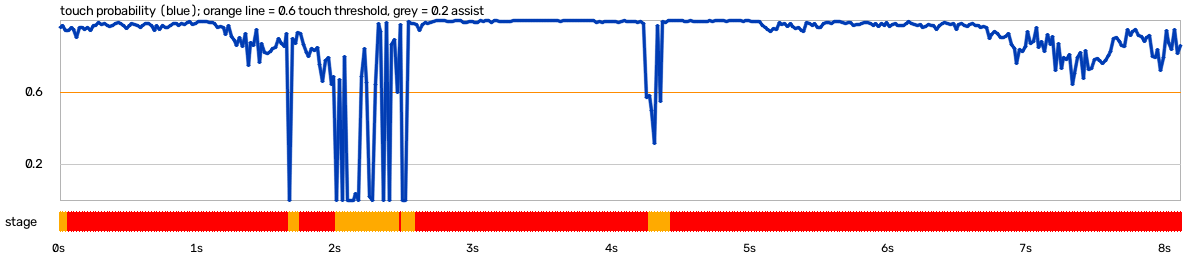 touch probability (blue); orange line = 0.6 touch threshold, grey = 0.2 assist
0.6
0.2
stage
0s 1s 2s 3s 4s 5s 6s 7s 8s